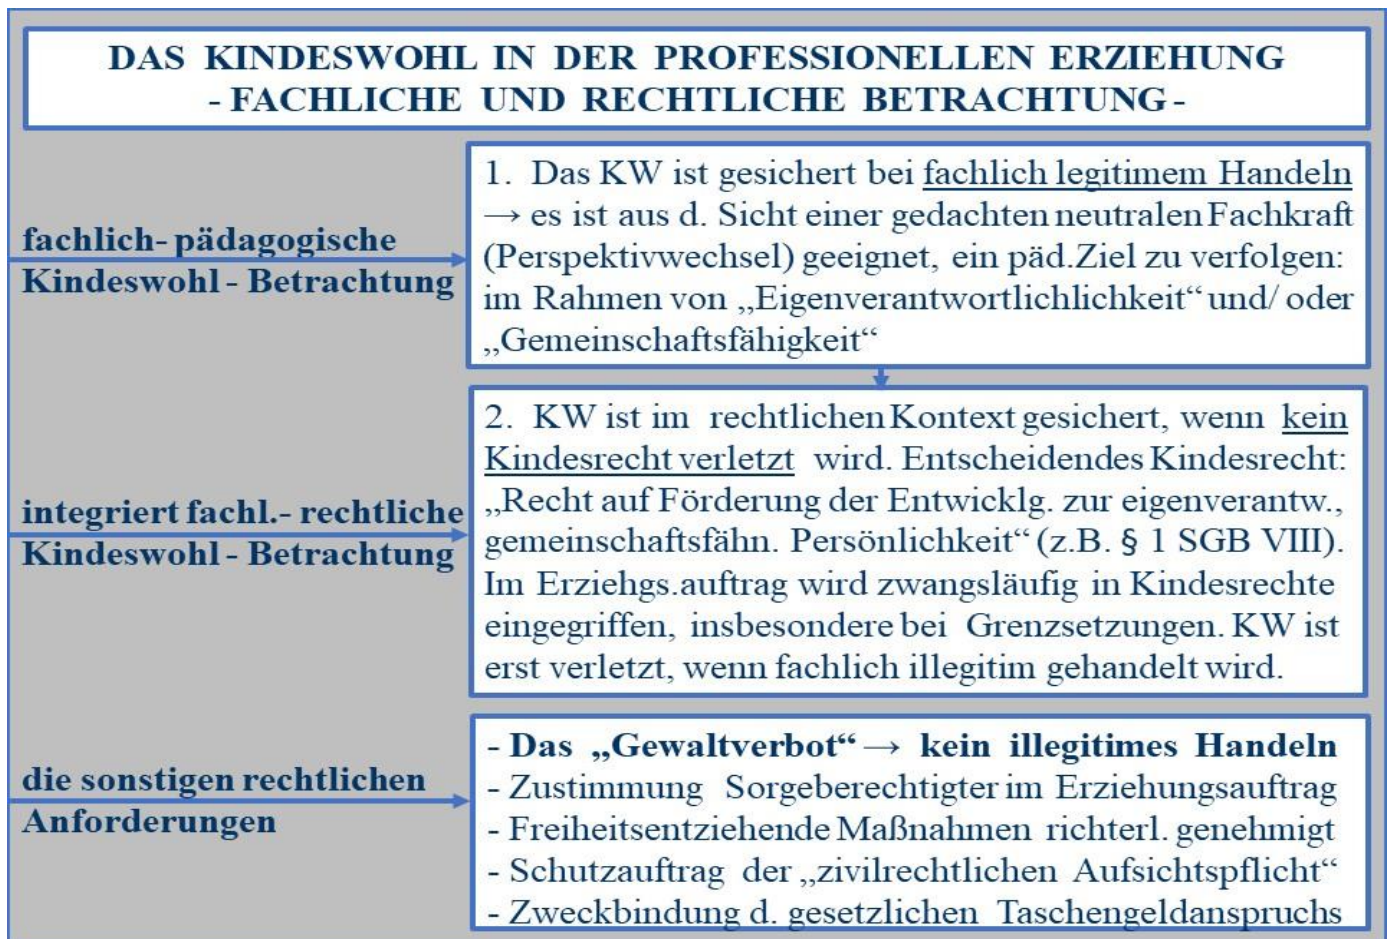 DAS KINDESWOHL IN DER PROFESSIONELLEN ERZIEHUNG
- FACHLICHE UND RECHTLICHE BETRACHTUNG -
fachlich- pädagogische
Kindeswohl - Betrachtung
1. Das KW ist gesichert bei fachlich legitimem Handeln
→ es ist aus d. Sicht einer gedachten neutralen Fachkraft
(Perspektivwechsel) geeignet, ein päd.Ziel zu verfolgen:
im Rahmen von „Eigenverantwortlichlichkeit“ und/ oder
„Gemeinschaftsfähigkeit“
integriert fachl.- rechtliche
Kindeswohl - Betrachtung
2. KW ist im rechtlichen Kontext gesichert, wenn kein
Kindesrecht verletzt wird. Entscheidendes Kindesrecht:
„Recht auf Förderung der Entwicklg. zur eigenverantw.,
gemeinschaftsfähn. Persönlichkeit“ (z.B. § 1 SGB VIII).
Im Erziehgs.auftrag wird zwangsläufig in Kindesrechte
eingegriffen, insbesondere bei Grenzsetzungen. KW ist
erst verletzt, wenn fachlich illegitim gehandelt wird.
die sonstigen rechtlichen
Anforderungen
- Das „Gewaltverbot“ → kein illegitimes Handeln
- Zustimmung Sorgeberechtigter im Erziehungsauftrag
- Freiheitsentziehende Maßnahmen richterl. genehmigt
- Schutzauftrag der „zivilrechtlichen Aufsichtspflicht“
- Zweckbindung d. gesetzlichen Taschengeldanspruchs